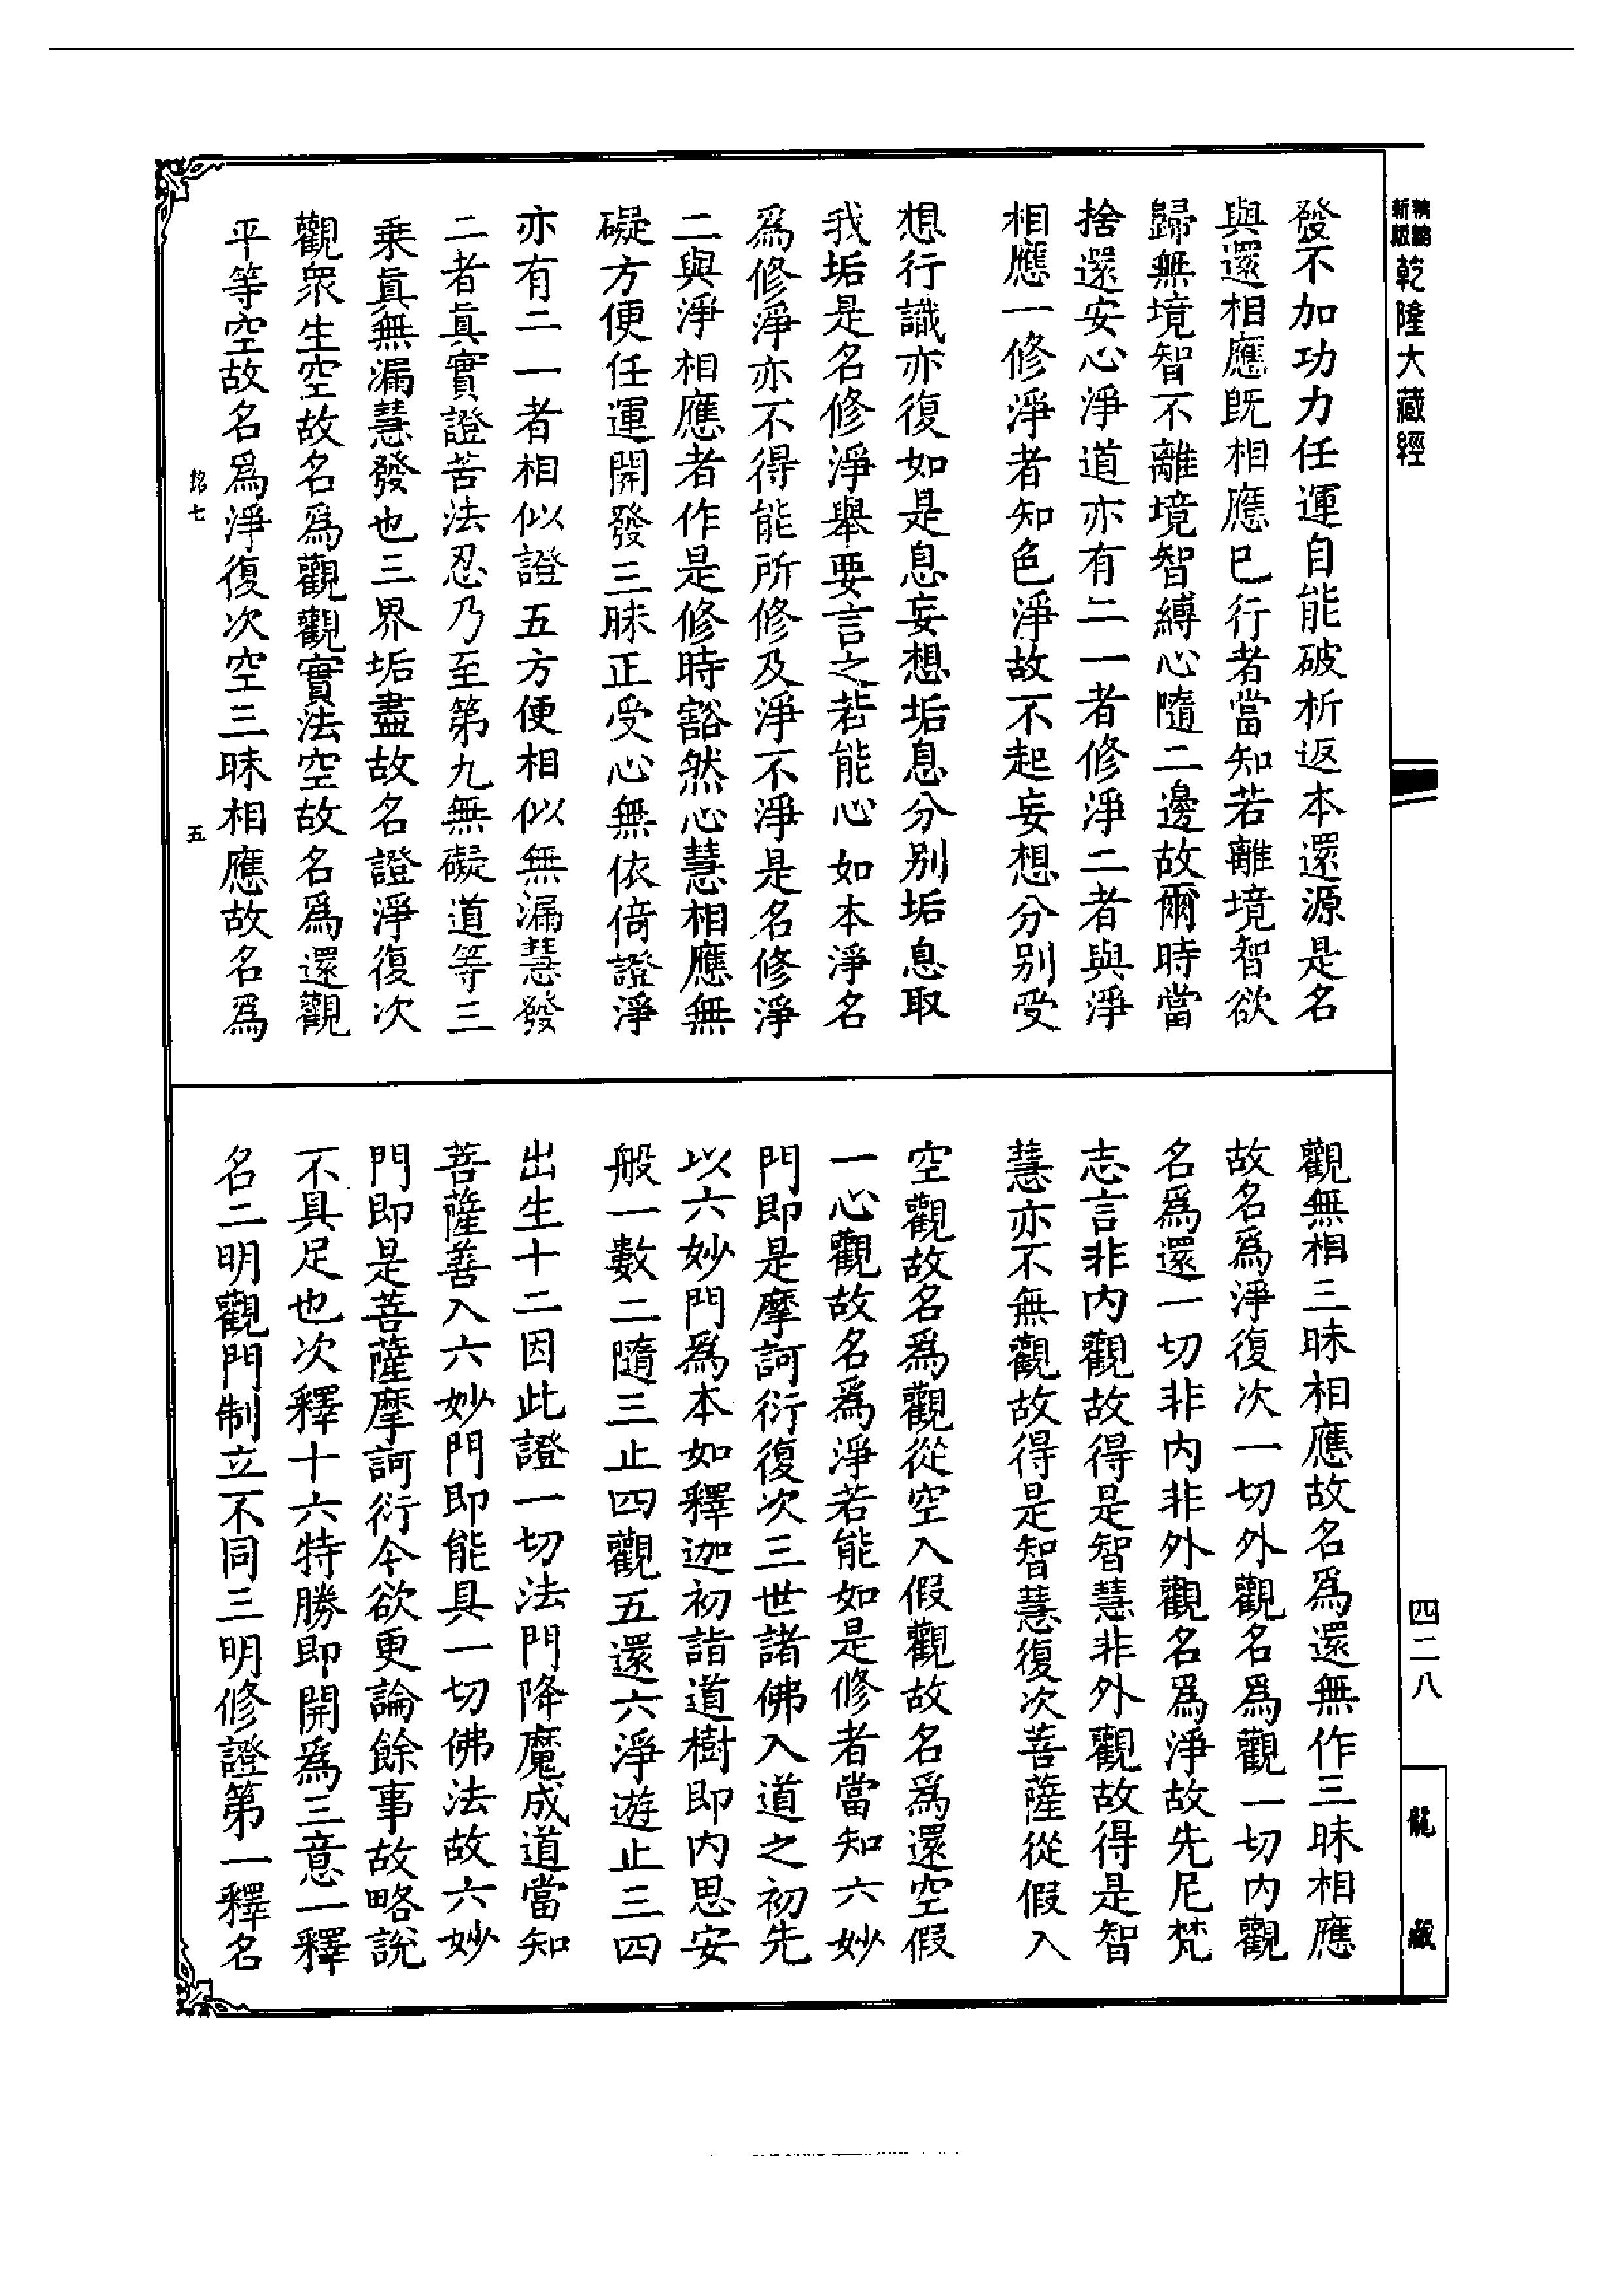 新編
新版
乾隆大藏經
發不加功力任運自能破析返本還源是名
與還相應旣相應已行者當知若離境智欲
歸無境智不離境智縛心隨二邊故爾時當
捨還安心淨道亦有二一者修淨二者與淨
相應一修淨者知色淨故不起妄想分别受
想行識亦復如是息妄想垢息分别垢息取
我垢是名修淨舉要言之若能心如本淨名
爲修淨亦不得能所修及淨不淨是名修淨
二與淨相應者作是修時豁然心慧相應無
礙方便任運開發三昧正受心無依倚證淨
亦有二一者相似證五方便相似無漏慧發
二者眞實證苦法忍乃至第九無礙道等三
乘眞無漏慧發也三界垢盡故名證淨復次
觀衆生空故名爲觀觀實法空故名爲還觀
平等空故名爲淨復次空三昧相應故名爲
銘七
五
觀無相三昧相應故名爲還無作三昧相應
故名爲淨復次一切外觀名爲觀一切内觀
名爲還一切非内非外觀名爲淨故先尼梵
志言非内觀故得是智慧非外觀故得是智
慧亦不無觀故得是智慧復次菩薩從假入
空觀故名爲觀從空入假觀故名爲還空假
一心觀故名爲淨若能如是修者當知六妙
門即是摩訶衍復次三世諸佛入道之初先
以六妙門爲本如釋迦初詣道樹即内思安
般一數二隨三止四觀五還六淨遊止三四
出生十二因此證一切法門降魔成道當知
菩薩善入六妙門即能具一切佛法故六妙
門即是菩薩摩訶衍今欲更論餘事故略說
不具足也次釋十六特勝即開爲三意一釋
名二明觀門制立不同三明修證第一釋名
四二八
龍藏